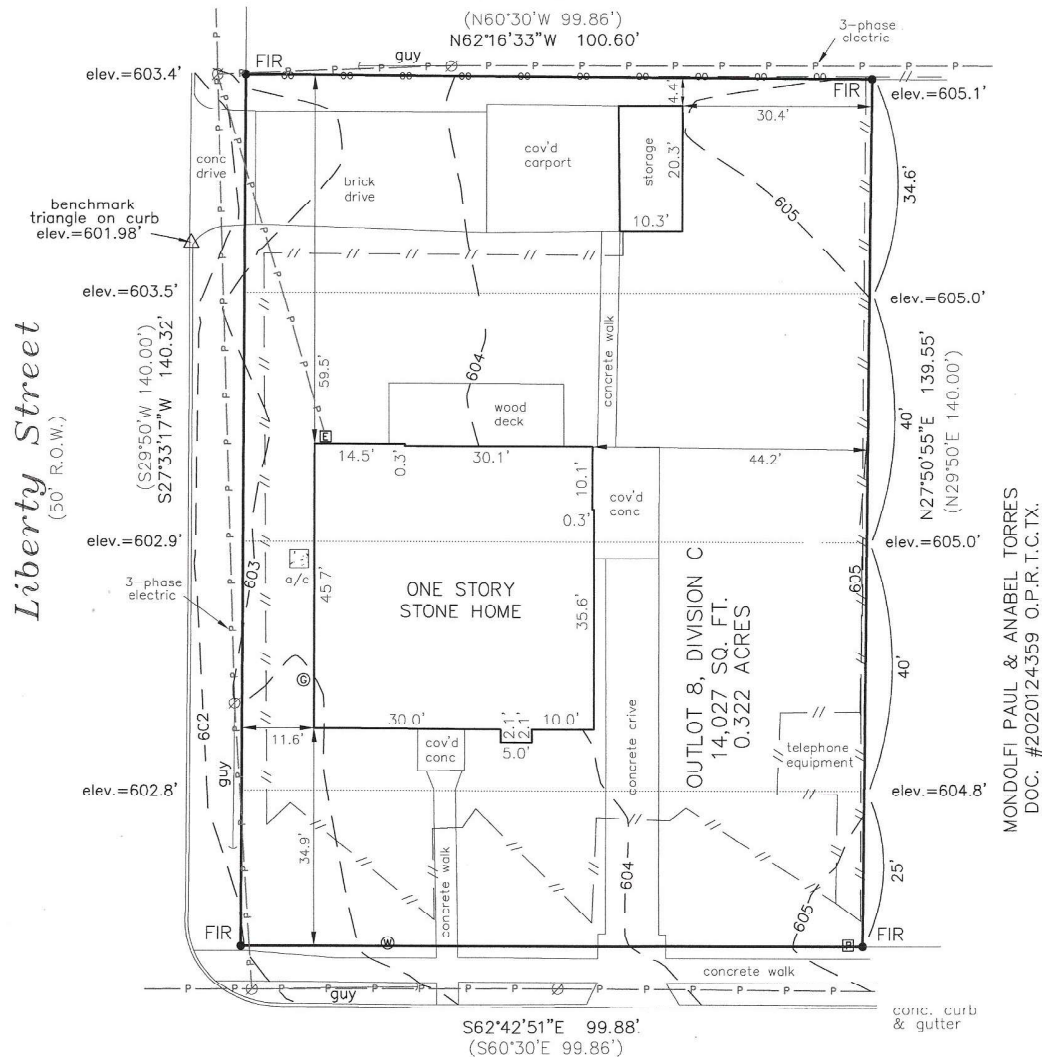 (N60°30'W 99.86')
N62°16'33"W 100.60'
3-phase
electric
guy
FIR
FIR
elev.=603.4'
elev.=605.1'
4.4'
30.4'
conc
drive
brick
drive
cov'd
carport
storage
20.3'
10.3'
605
34.6'
benchmark
triangle on curb
elev.=601.98'
elev.=603.5'
elev.=605.0'
Liberty Street
(50' R.O.W.)
(S29°50'W 140.00')
S27°33'17"W 140.32'
59.5'
604
concrete walk
wood
deck
E
14.5'
0.3'
30.1'
44.2'
10.1'
0.3'
cov'd
conc
40'
N27°50'55"E 139.55'
(N29°50'E 140.00')
elev.=602.9'
elev.=605.0'
3-phase
electric
603
a/c
45.7'
ONE STORY
STONE HOME
35.6'
605
OUTLOT 8, DIVISION C
14,027 SQ. FT.
0.322 ACRES
MONDOLFI PAUL & ANABEL TORRES
DOC. #2020124359 O.P.R.T.C.TX.
40'
G
602
11.6'
30.0'
2.1'
2.1'
10.0'
5.0'
cov'd
conc
concrete drive
telephone
equipment
guy
elev.=602.8'
elev.=604.8'
34.9'
concrete walk
604
605
25'
FIR
W
P
FIR
concrete walk
guy
conc. curb
& gutter
S62°42'51"E 99.88'
(S60°30'E 99.86')